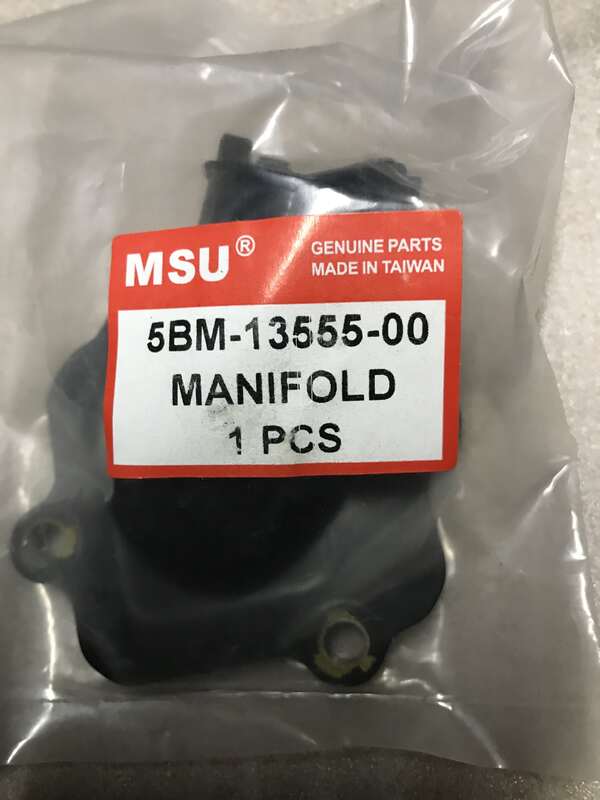 MSU®
GENUINE PARTS
MADE IN TAIWAN
5BM-13555-00
MANIFOLD
1 PCS